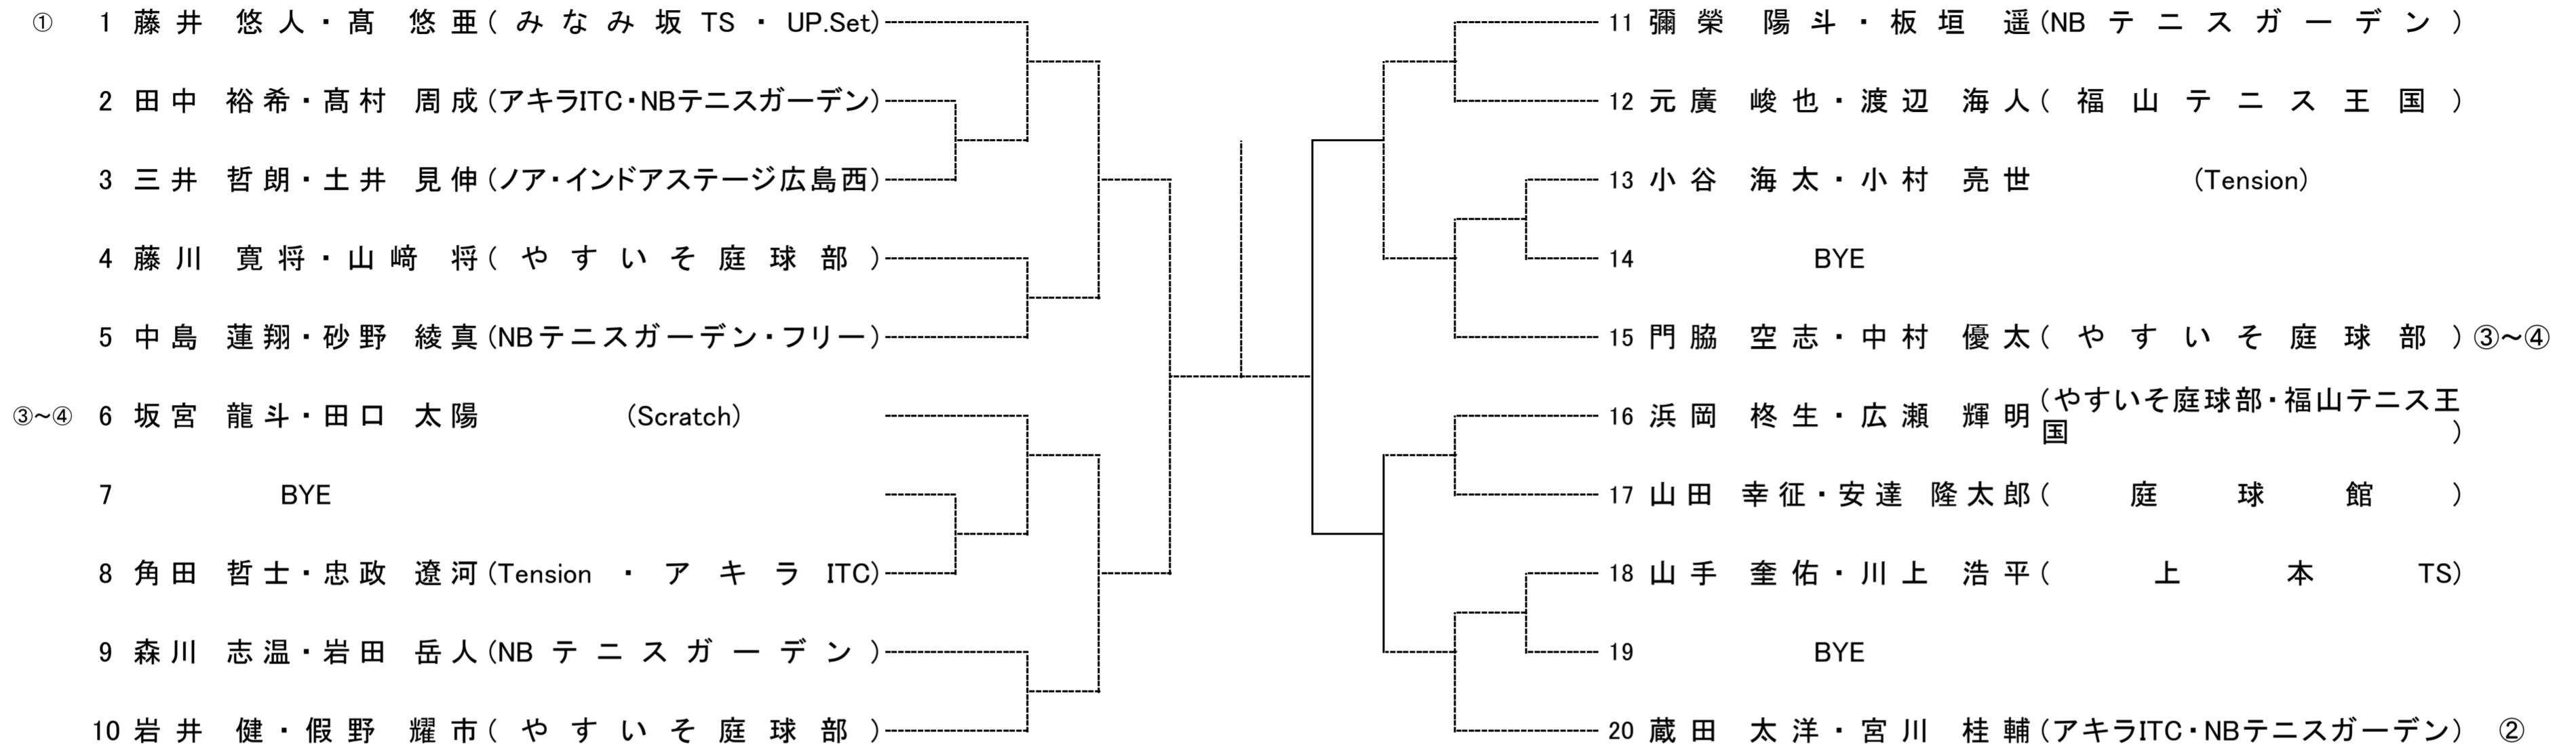 ① 1 藤井 悠人・髙 悠亜(みなみ坂TS・UP.Set)
2 田中 裕希・髙村 周成(アキラITC・NBテニスガーデン)
3 三井 哲朗・土井 見伸(ノア・インドアステージ広島西)
4 藤川 寛将・山﨑 将(やすいそ庭球部)
5 中島 蓮翔・砂野 綾真(NBテニスガーデン・フリー)
③～④ 6 坂宮 龍斗・田口 太陽 (Scratch)
7 BYE
8 角田 哲士・忠政 遼河(Tension・アキラITC)
9 森川 志温・岩田 岳人(NBテニスガーデン)
10 岩井 健・假野 耀市(やすいそ庭球部)
11 彌榮 陽斗・板垣 遥(NBテニスガーデン)
12 元廣 峻也・渡辺 海人(福山テニス王国)
13 小谷 海太・小村 亮世 (Tension)
14 BYE
15 門脇 空志・中村 優太(やすいそ庭球部) ③～④
16 浜岡 柊生・広瀬 輝明(やすいそ庭球部・福山テニス王
国)
17 山田 幸征・安達 隆太郎(庭球館)
18 山手 奎佑・川上 浩平(上本TS)
19 BYE
20 蔵田 太洋・宮川 桂輔(アキラITC・NBテニスガーデン) ②